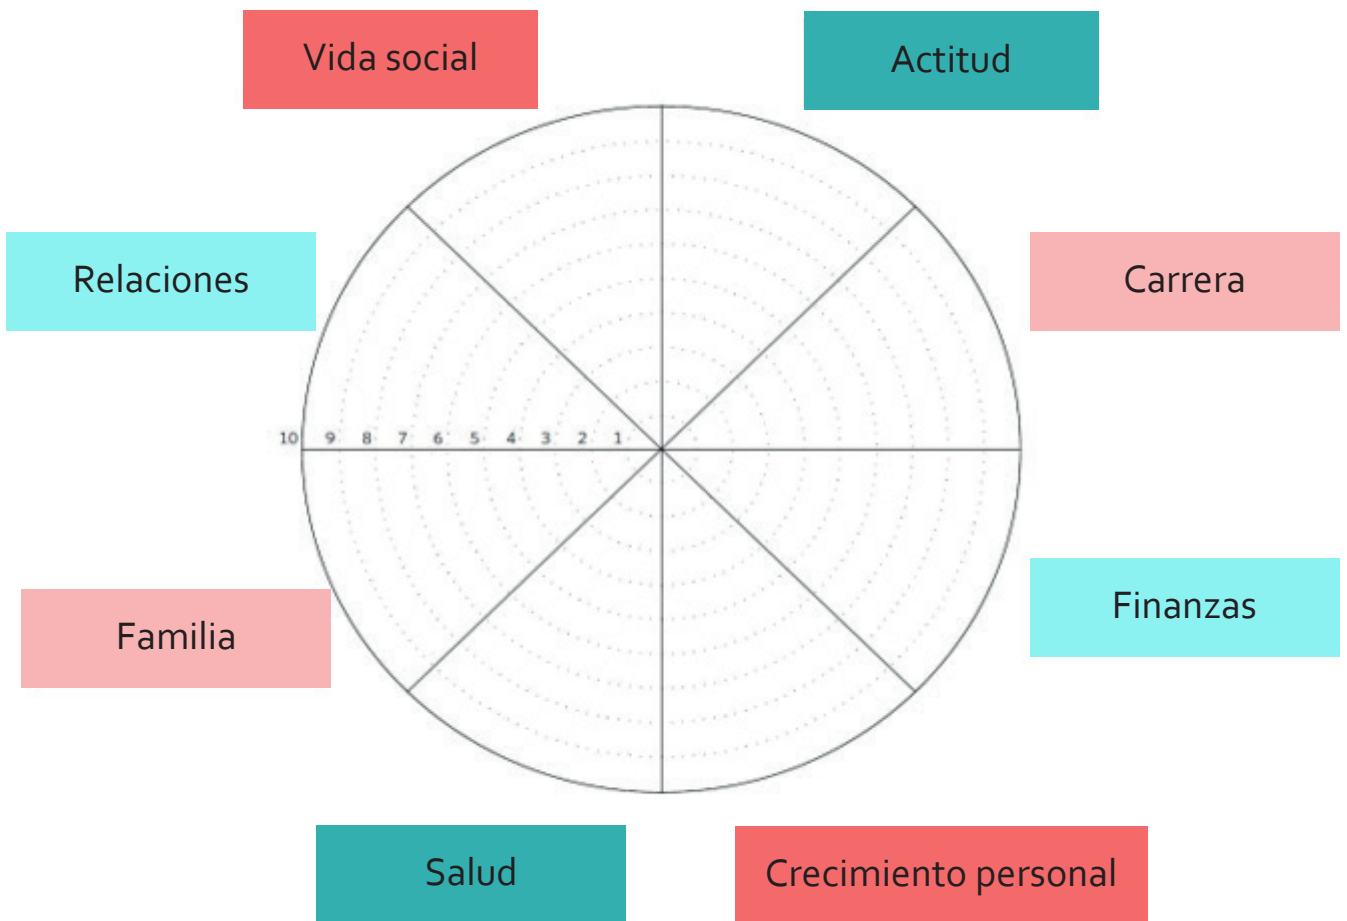 Vida social
Actitud
Relaciones
Carrera
10 9 8 7 6 5 4 3 2 1
Finanzas
Familia
Salud
Crecimiento personal